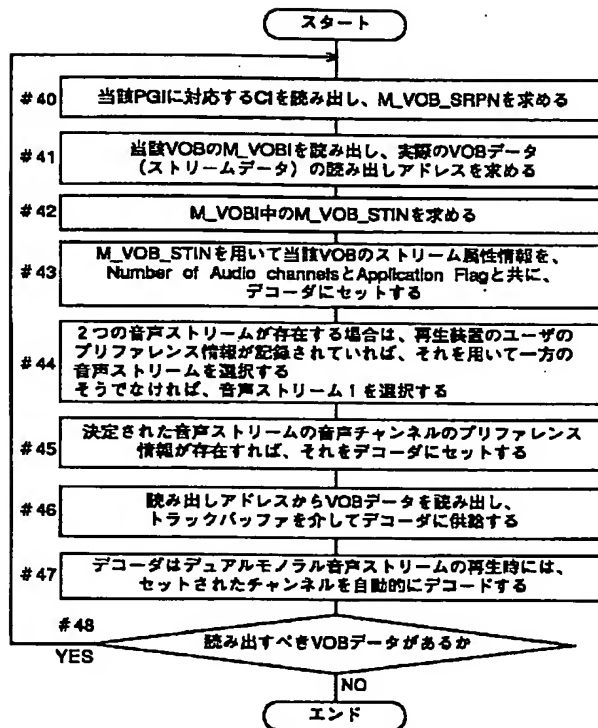 スタート
#40
当該PGIに対応するCIを読み出し、M_VOB_SRPNを求める
#41
当該VOBのM_VOBIを読み出し、実際のVOBデータ
(ストリームデータ)の読み出しアドレスを求める
#42
M_VOBI中のM_VOB_STINを求める
#43
M_VOB_STINを用いて当該VOBのストリーム属性情報を、
Number of Audio channelsとApplication Flagと共に、
デコーダにセットする
#44
2つの音声ストリームが存在する場合は、再生装置のユーザの
プリファレンス情報が記録されていれば、それを用いて一方の
音声ストリームを選択する
そうでなければ、音声ストリーム1を選択する
#45
決定された音声ストリームの音声チャンネルのプリファレンス
情報が存在すれば、それをデコーダにセットする
#46
読み出しアドレスからVOBデータを読み出し、
トラックバッファを介してデコーダに供給する
#47
デコーダはデュアルモノラル音声ストリームの再生時には、
セットされたチャンネルを自動的にデコードする
#48
読み出すべきVOBデータがあるか
YES
NO
エンド